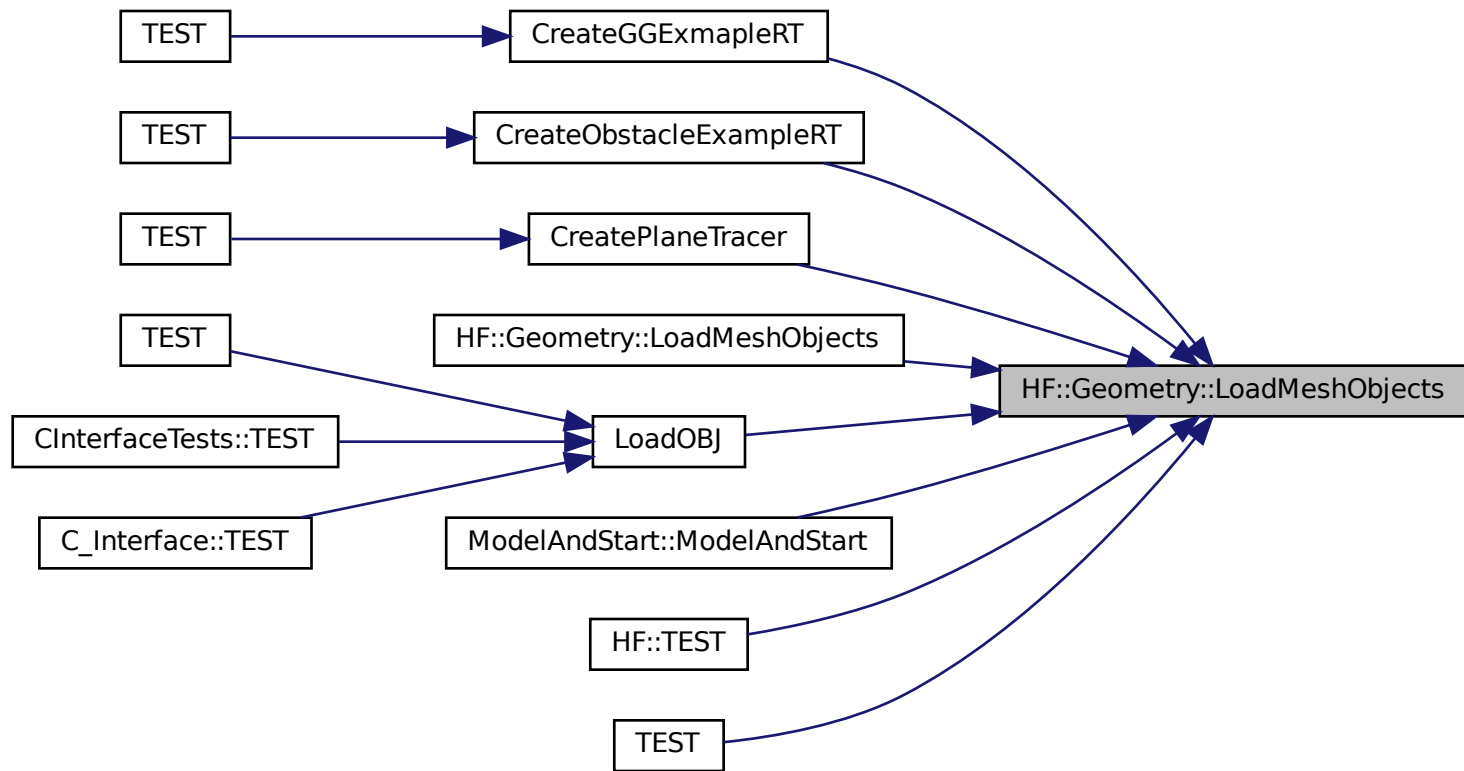 TEST
CreateGGExmapleRT
TEST
CreateObstacleExampleRT
TEST
CreatePlaneTracer
TEST
HF::Geometry::LoadMeshObjects
HF::Geometry::LoadMeshObjects
CInterfaceTests::TEST
LoadOBJ
C_Interface::TEST
ModelAndStart::ModelAndStart
HF::TEST
TEST